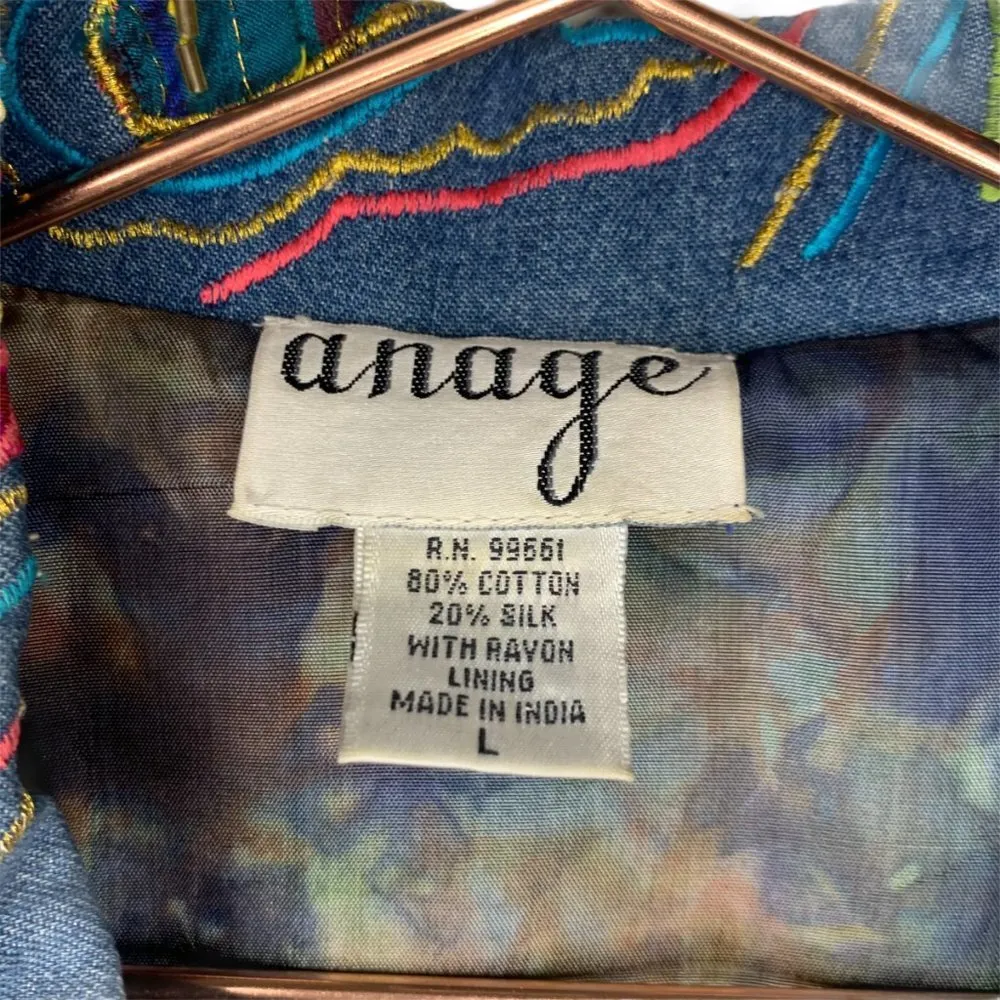 anage
R.N. 99661
80% COTTON
20% SILK
WITH RAYON
LINING
MADE IN INDIA
L